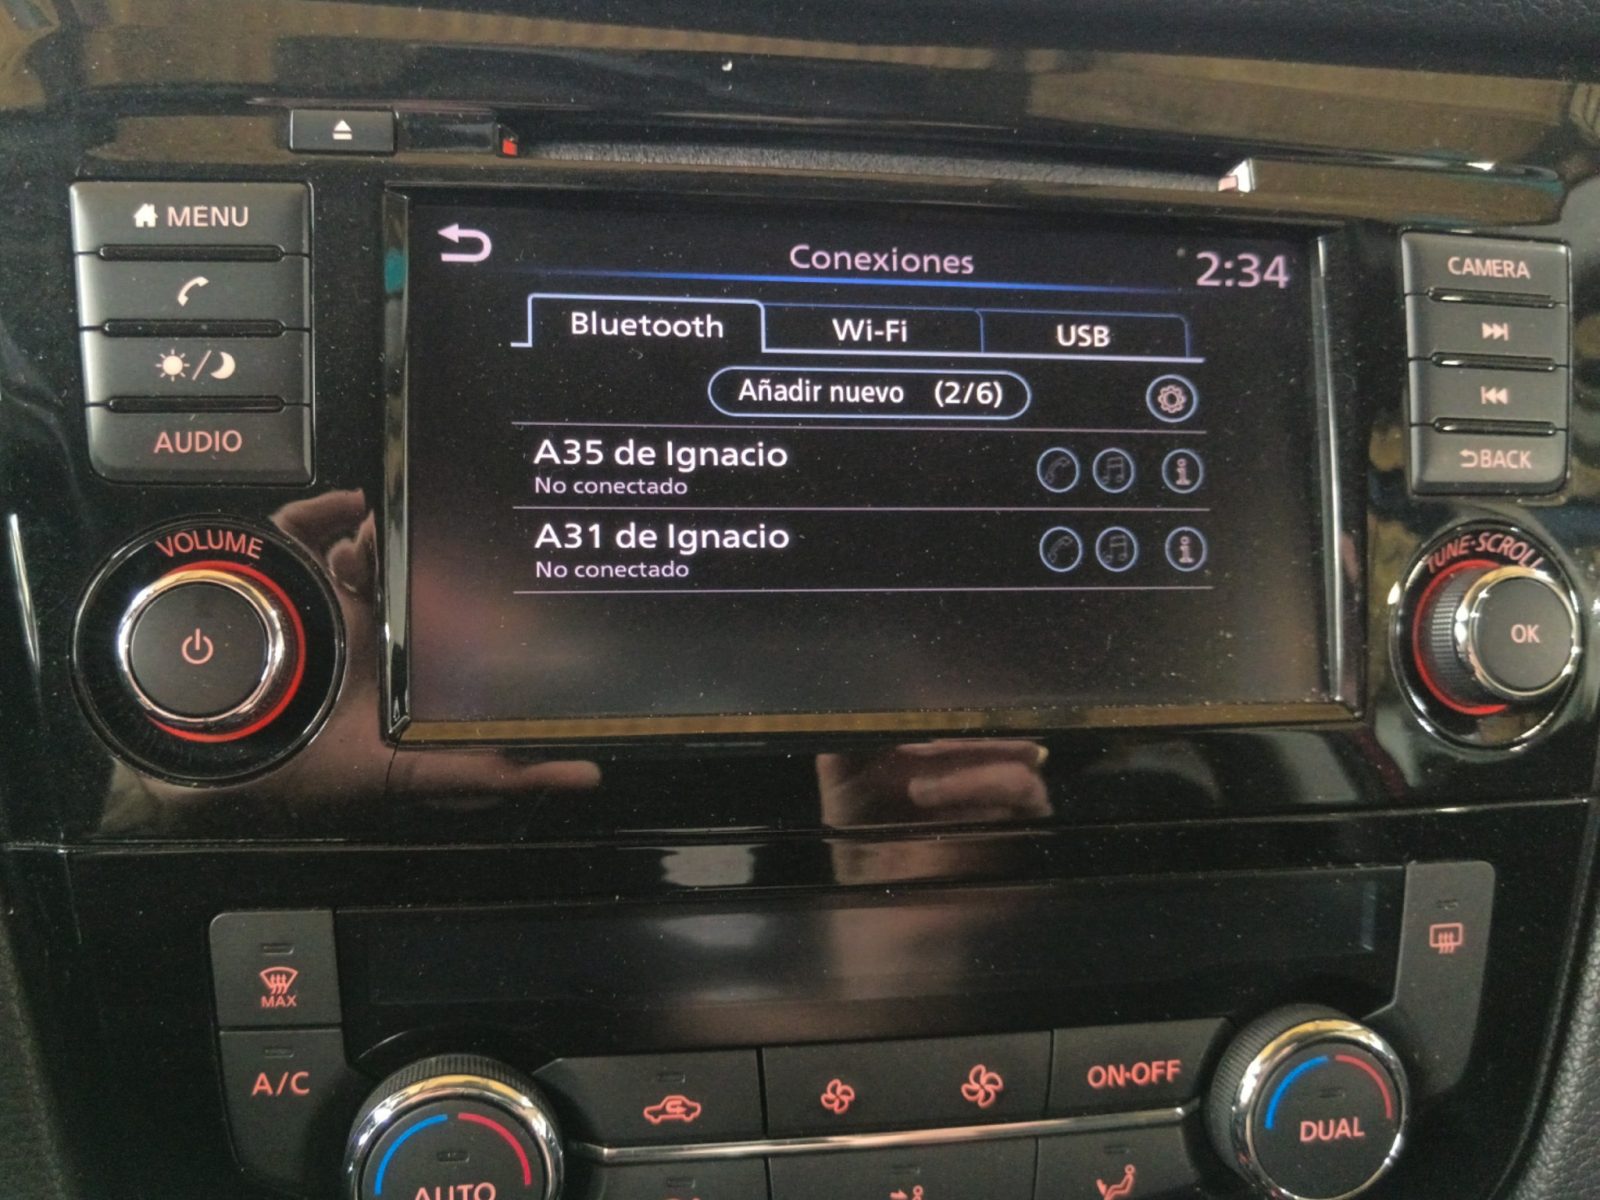 MENU
AUDIO
VOLUME
Conexiones
2:34
Bluetooth
Wi-Fi
USB
Añadir nuevo (2/6)
A35 de Ignacio
No conectado
A31 de Ignacio
No conectado
CAMERA
BACK
TUNE-SCROLL
OK
MAX
A/C
AUTO
ON·OFF
DUAL